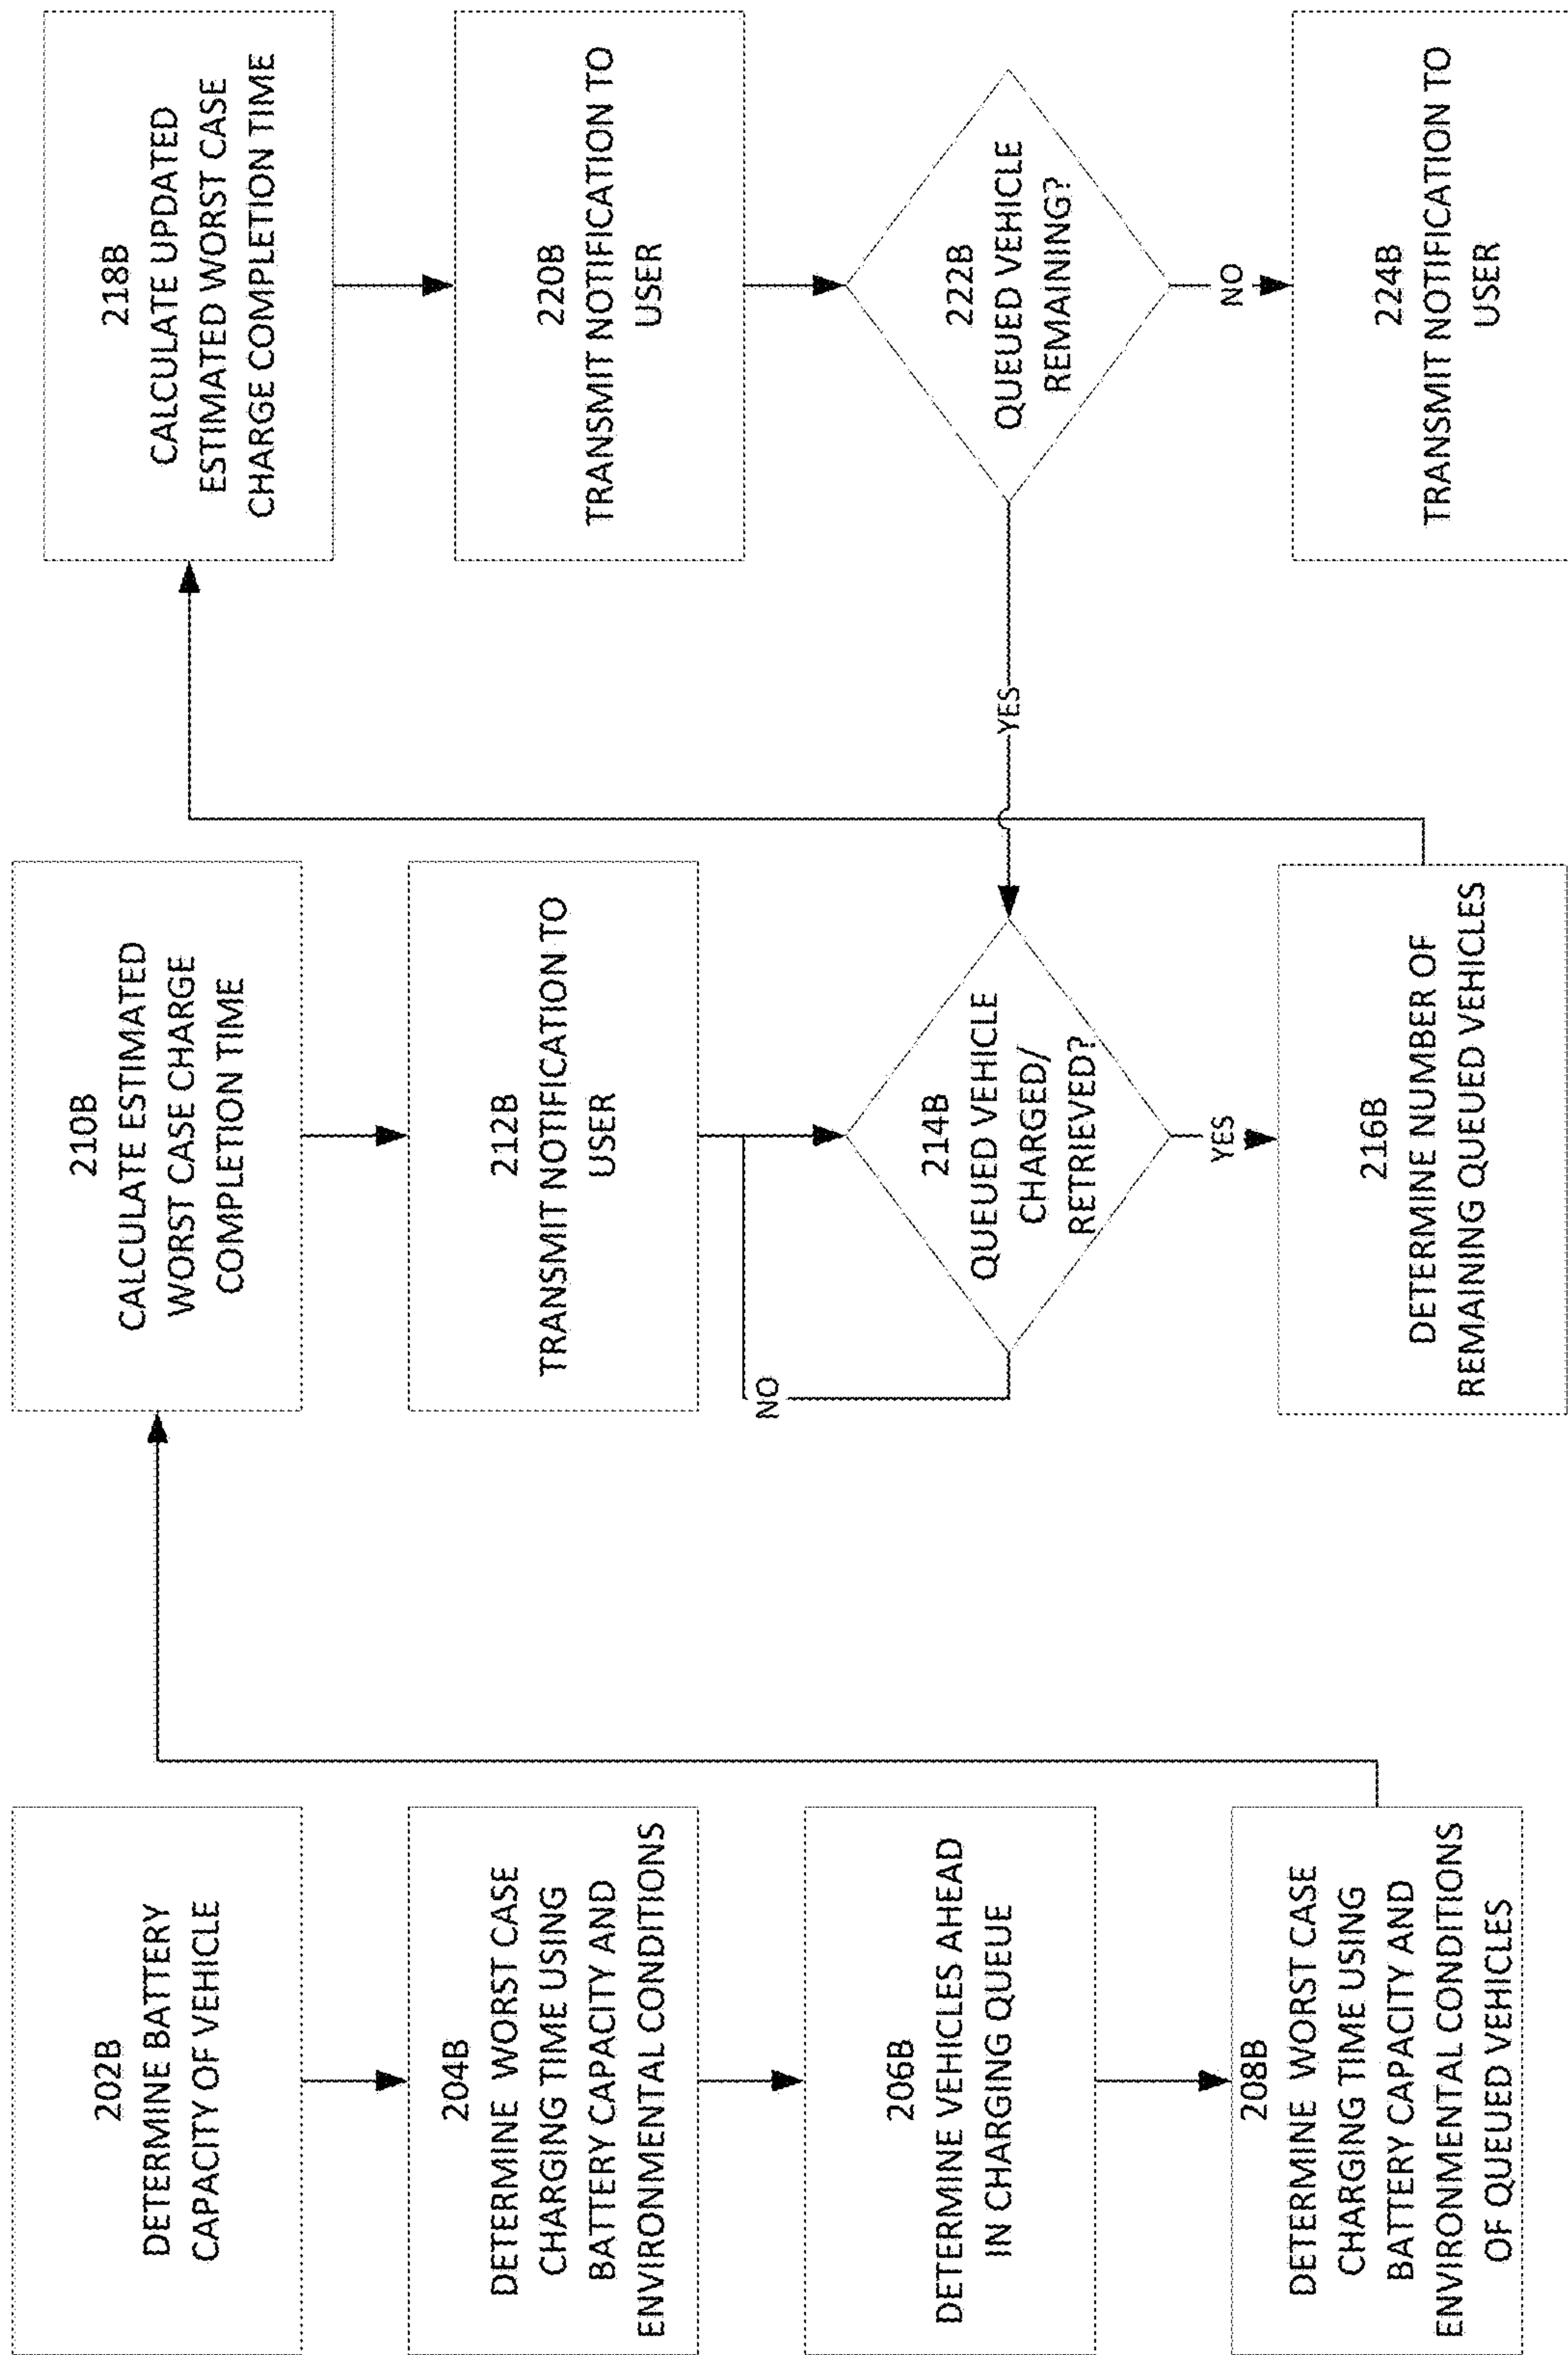 202B
DETERMINE BATTERY
CAPACITY OF VEHICLE
204B
DETERMINE WORST CASE
CHARGING TIME USING
BATTERY CAPACITY AND
ENVIRONMENTAL CONDITIONS
206B
DETERMINE VEHICLES AHEAD
IN CHARGING QUEUE
208B
DETERMINE WORST CASE
CHARGING TIME USING
BATTERY CAPACITY AND
ENVIRONMENTAL CONDITIONS
OF QUEUED VEHICLES
210B
CALCULATE ESTIMATED
WORST CASE CHARGE
COMPLETION TIME
212B
TRANSMIT NOTIFICATION TO
USER
NO
214B
QUEUED VEHICLE
CHARGED/
RETRIEVED?
YES
216B
DETERMINE NUMBER OF
REMAINING QUEUED VEHICLES
218B
CALCULATE UPDATED
ESTIMATED WORST CASE
CHARGE COMPLETION TIME
220B
TRANSMIT NOTIFICATION TO
USER
YES
222B
QUEUED VEHICLE
REMAINING?
NO
224B
TRANSMIT NOTIFICATION TO
USER